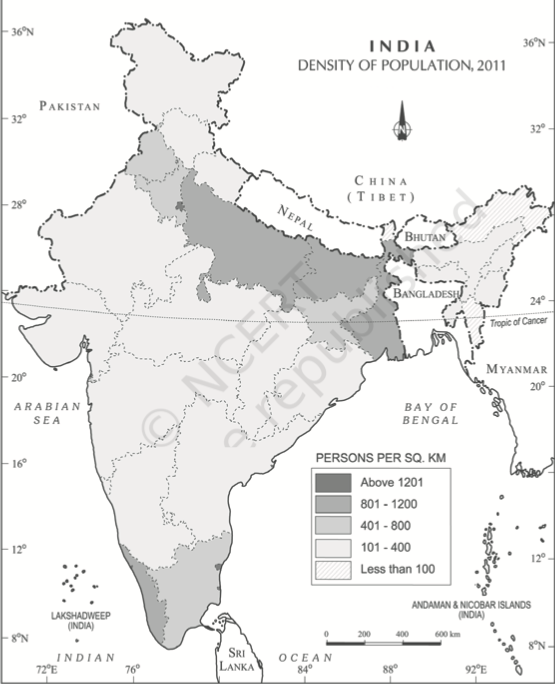 INDIA
DENSITY OF POPULATION, 2011
36°N
36°N
PAKISTAN
32°
32°
N
CHINA
(TIBET)
28°
28°
NEPAL
BHUTAN
BANGLADESH
24°
Tropic of Cancer
MYANMAR
20°
20°
ARABIAN
SEA
BAY OF
BENGAL
© NCERT
republished
16°
PERSONS PER SQ. KM
Above 1201
801 - 1200
401 - 800
101 - 400
Less than 100
12°
12°
LAKSHADWEEP
(INDIA)
ANDAMAN & NICOBAR ISLANDS
(INDIA)
0 200 400 600 km
8°N
8°N
SRI
LANKA
INDIAN OCEAN
72°E 76° 88° 92°E